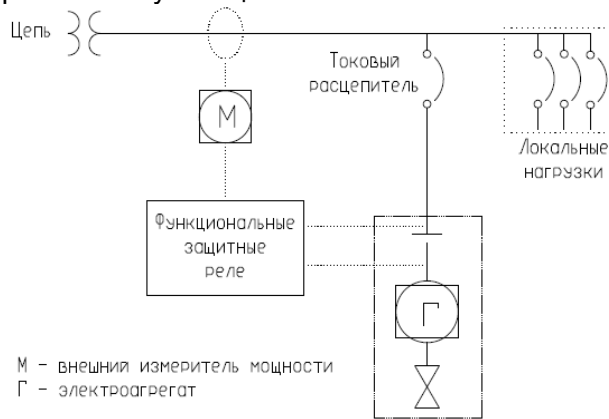 Цепь
Токовый
расцепитель
М
Локальные
нагрузки
Функциональные
защитные
реле
Г
М - внешний измеритель мощности
Г - электроагрегат